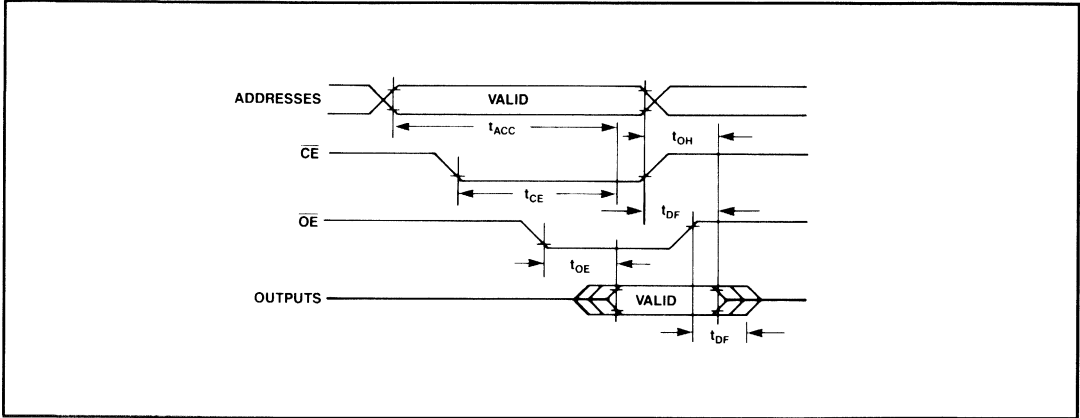 ADDRESSES
VALID
tACC
tOH
CE
tCE
tDF
OE
tOE
OUTPUTS
VALID
tDF